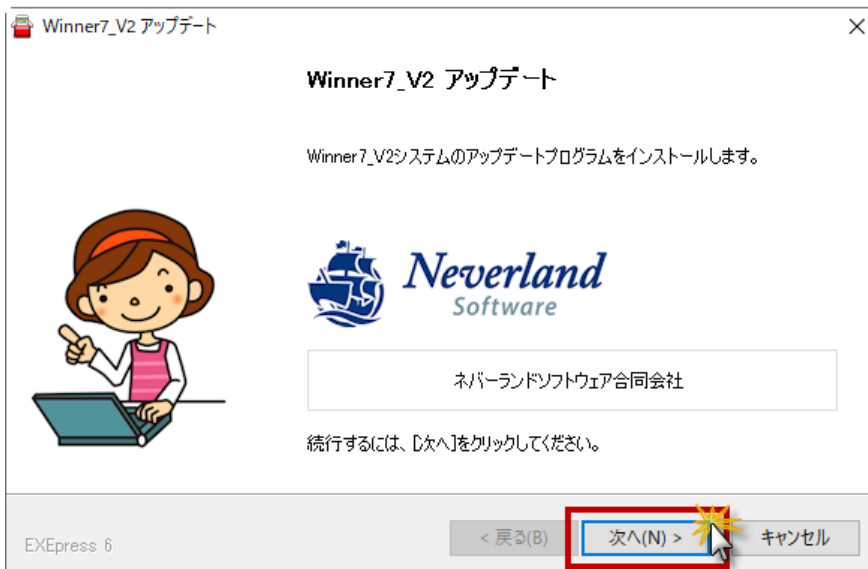 Winner7_V2 アップデート
Winner7_V2 アップデート
Winner7_V2システムのアップデートプログラムをインストールします。
Neverland
Software
ネバーランドソフトウェア合同会社
続行するには、[次へ]をクリックしてください。
EXEpress 6
< 戻る(B)
次へ(N) >
キャンセル